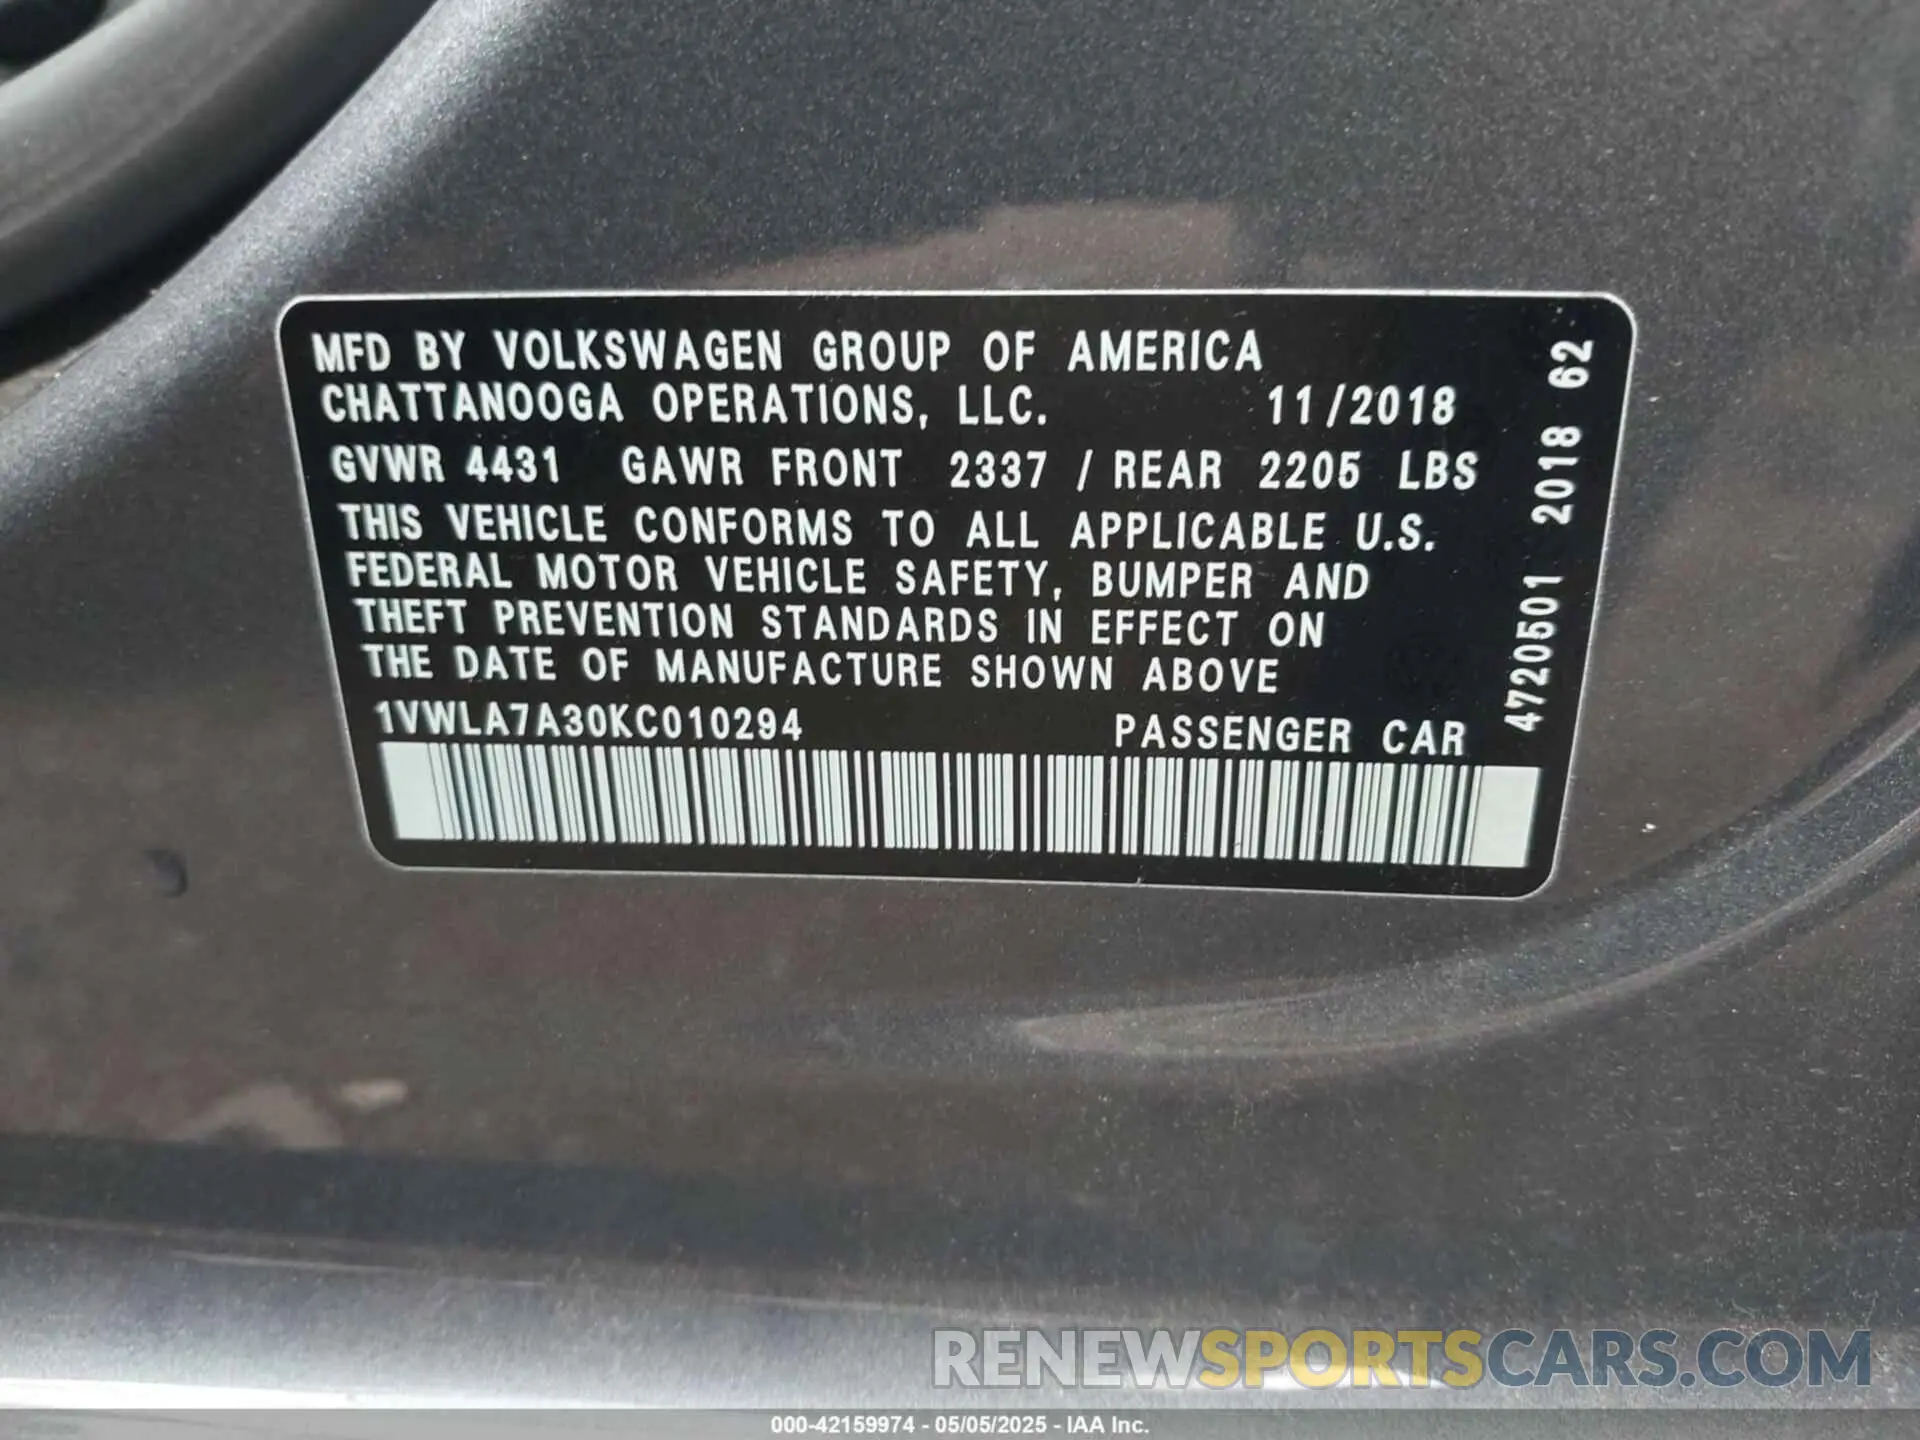 MFD BY VOLKSWAGEN GROUP OF AMERICA
CHATTANOOGA OPERATIONS, LLC. 11/2018
GVWR 4431 GAWR FRONT 2337 / REAR 2205 LBS
THIS VEHICLE CONFORMS TO ALL APPLICABLE U.S.
FEDERAL MOTOR VEHICLE SAFETY, BUMPER AND
THEFT PREVENTION STANDARDS IN EFFECT ON
THE DATE OF MANUFACTURE SHOWN ABOVE
1VWLA7A30KC010294 PASSENGER CAR
4720501 2018 62
RENEWSPORTSCARS.COM
000-42159974 - 05/05/2025 - IAA Inc.